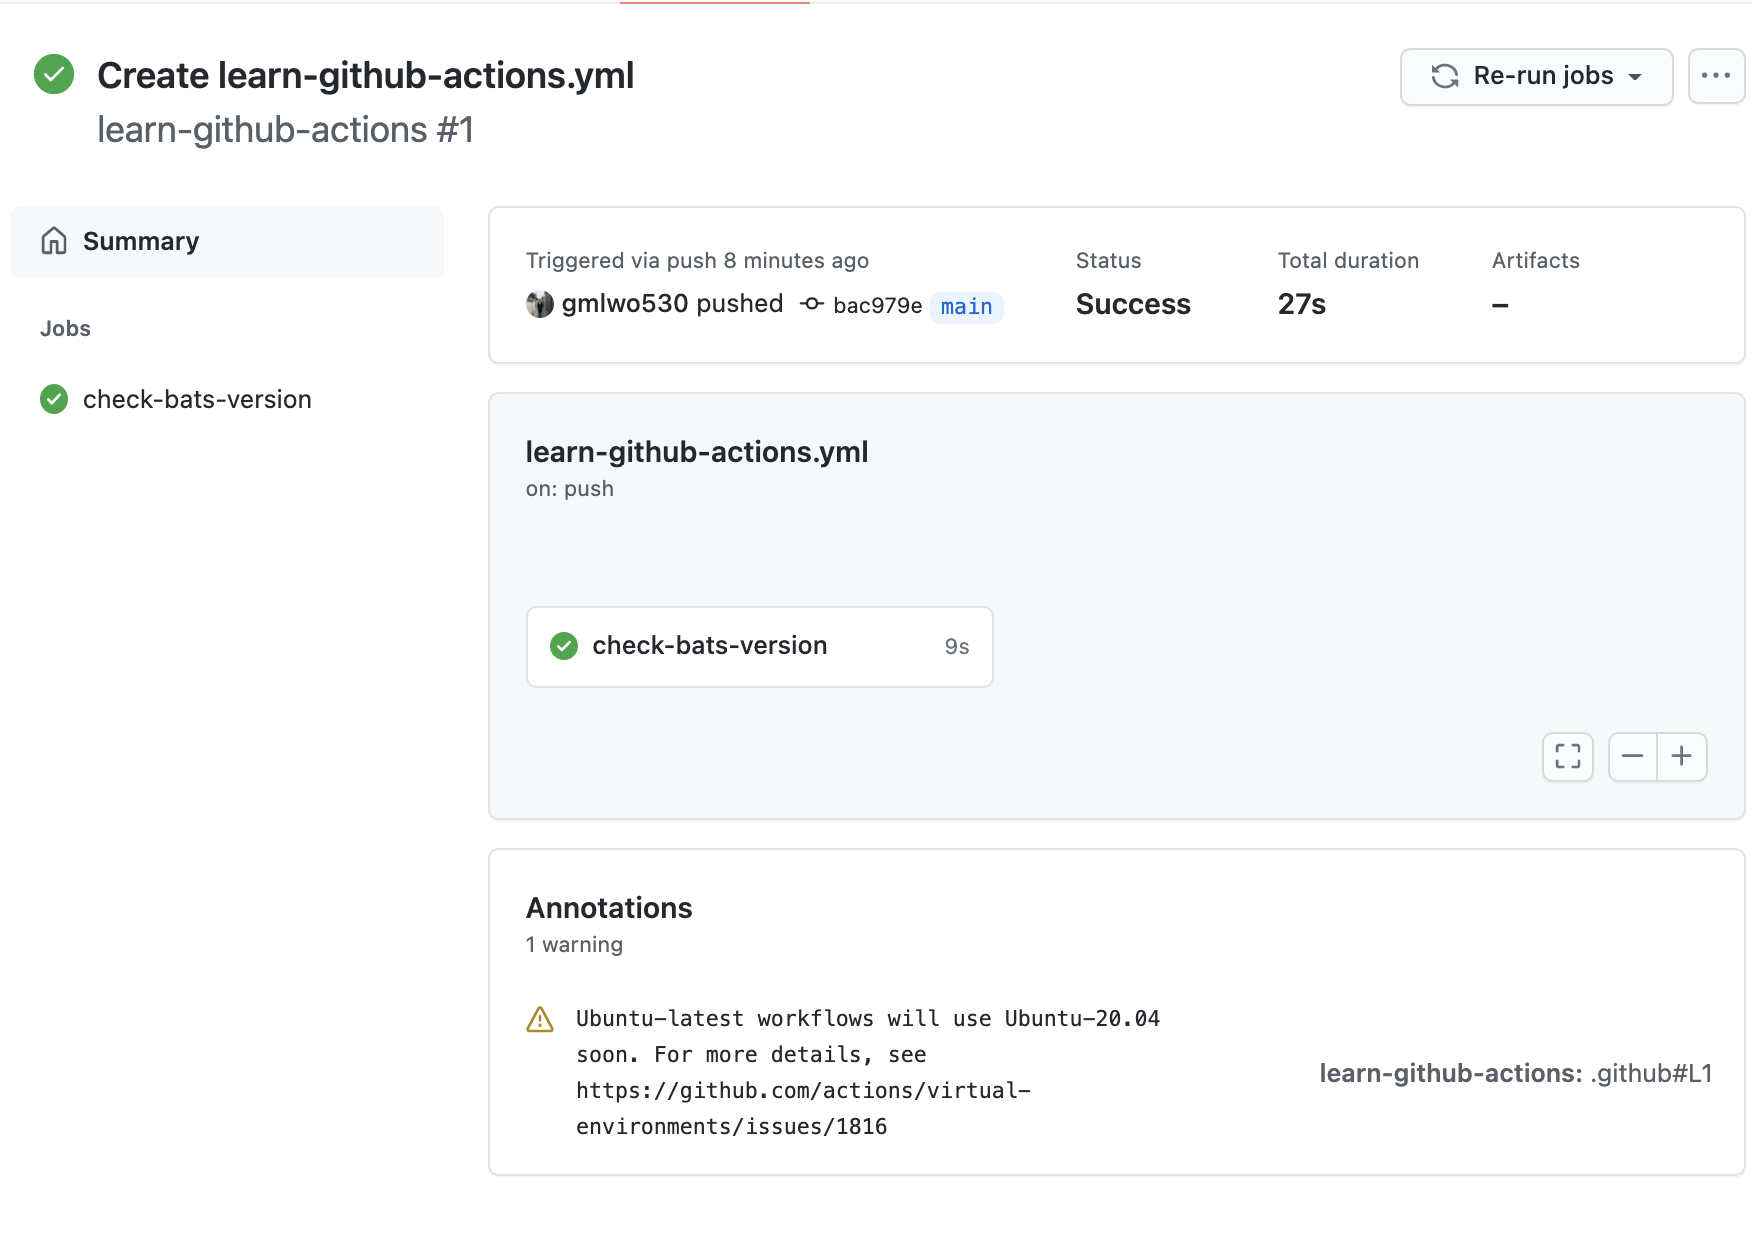 Create learn-github-actions.yml
learn-github-actions #1
Re-run jobs
Summary
Jobs
check-bats-version
Triggered via push 8 minutes ago
gmlwo530 pushed bac979e main
Status
Success
Total duration
27s
Artifacts
–
learn-github-actions.yml
on: push
check-bats-version 9s
Annotations
1 warning
Ubuntu-latest workflows will use Ubuntu-20.04
soon. For more details, see
https://github.com/actions/virtual-
environments/issues/1816
learn-github-actions: .github#L1